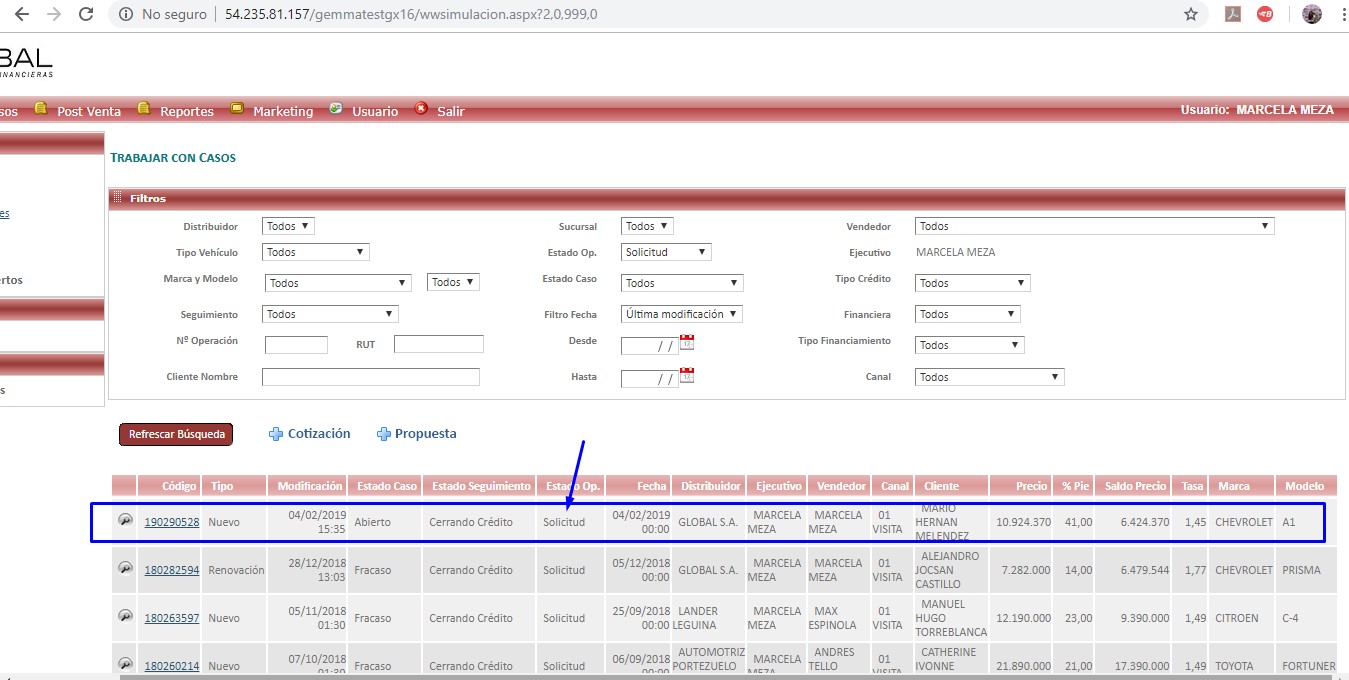 No seguro | 54.235.81.157/gemmatestgx16/wwsimulacion.aspx?2,0,999,0
BAL
FINANCIERAS
sos Post Venta Reportes Marketing Usuario Salir Usuario: MARCELA MEZA
TRABAJAR CON CASOS
Filtros
es
ertos
s
Distribuidor Todos Sucursal Todos Vendedor Todos
Tipo Vehículo Todos Estado Op. Solicitud Ejecutivo MARCELA MEZA
Marca y Modelo Todos Todos Estado Caso Todos Tipo Crédito Todos
Seguimiento Todos Filtro Fecha Última modificación Financiera Todos
Nº Operación RUT Desde / / Tipo Financiamiento Todos
Cliente Nombre Hasta / / Canal Todos
Refrescar Búsqueda Cotización Propuesta
Código Tipo Modificación Estado Caso Estado Seguimiento Estado Op. Fecha Distribuidor Ejecutivo Vendedor Canal Cliente Precio % Pie Saldo Precio Tasa Marca Modelo
190290528 Nuevo 04/02/2019 15:35 Abierto Cerrando Crédito Solicitud 04/02/2019 00:00 GLOBAL S.A. MARCELA MEZA MARCELA MEZA 01 VISITA MARIO HERNAN MELENDEZ 10.924.370 41,00 6.424.370 1,45 CHEVROLET A1
180282594 Renovación 28/12/2018 13:03 Fracaso Cerrando Crédito Solicitud 05/12/2018 00:00 GLOBAL S.A. MARCELA MEZA MARCELA MEZA 01 VISITA ALEJANDRO JOCSAN CASTILLO 7.282.000 14,00 6.479.544 1,77 CHEVROLET PRISMA
180263597 Nuevo 05/11/2018 01:30 Fracaso Cerrando Crédito Solicitud 25/09/2018 00:00 LANDER LEGUINA MARCELA MEZA MAX ESPINOLA 01 VISITA MANUEL HUGO TORREBLANCA 12.190.000 23,00 9.390.000 1,49 CITROEN C-4
180260214 Nuevo 07/10/2018 01:30 Fracaso Cerrando Crédito Solicitud 06/09/2018 00:00 AUTOMOTRIZ PORTEZUELO MARCELA MEZA ANDRES TELLO 01 VISITA CATHERINE IVONNE 21.890.000 21,00 17.390.000 1,49 TOYOTA FORTUNER